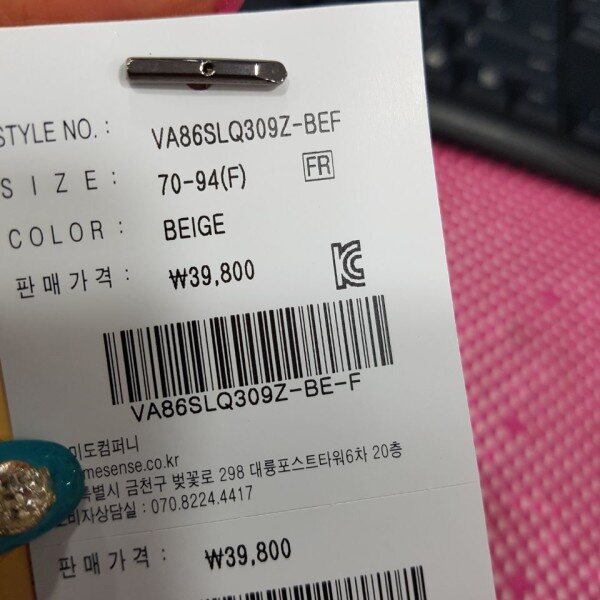 STYLE NO. : VA86SLQ309Z-BEF
SIZE : 70-94(F) FR
COLOR : BEIGE
판매가격 : ₩39,800
VA86SLQ309Z-BE-F
미도컴퍼니
mesense.co.kr
특별시 금천구 벚꽃로 298 대륭포스트타워6차 20층
비자상담실 : 070.8224.4417
판매가격 : ₩39,800